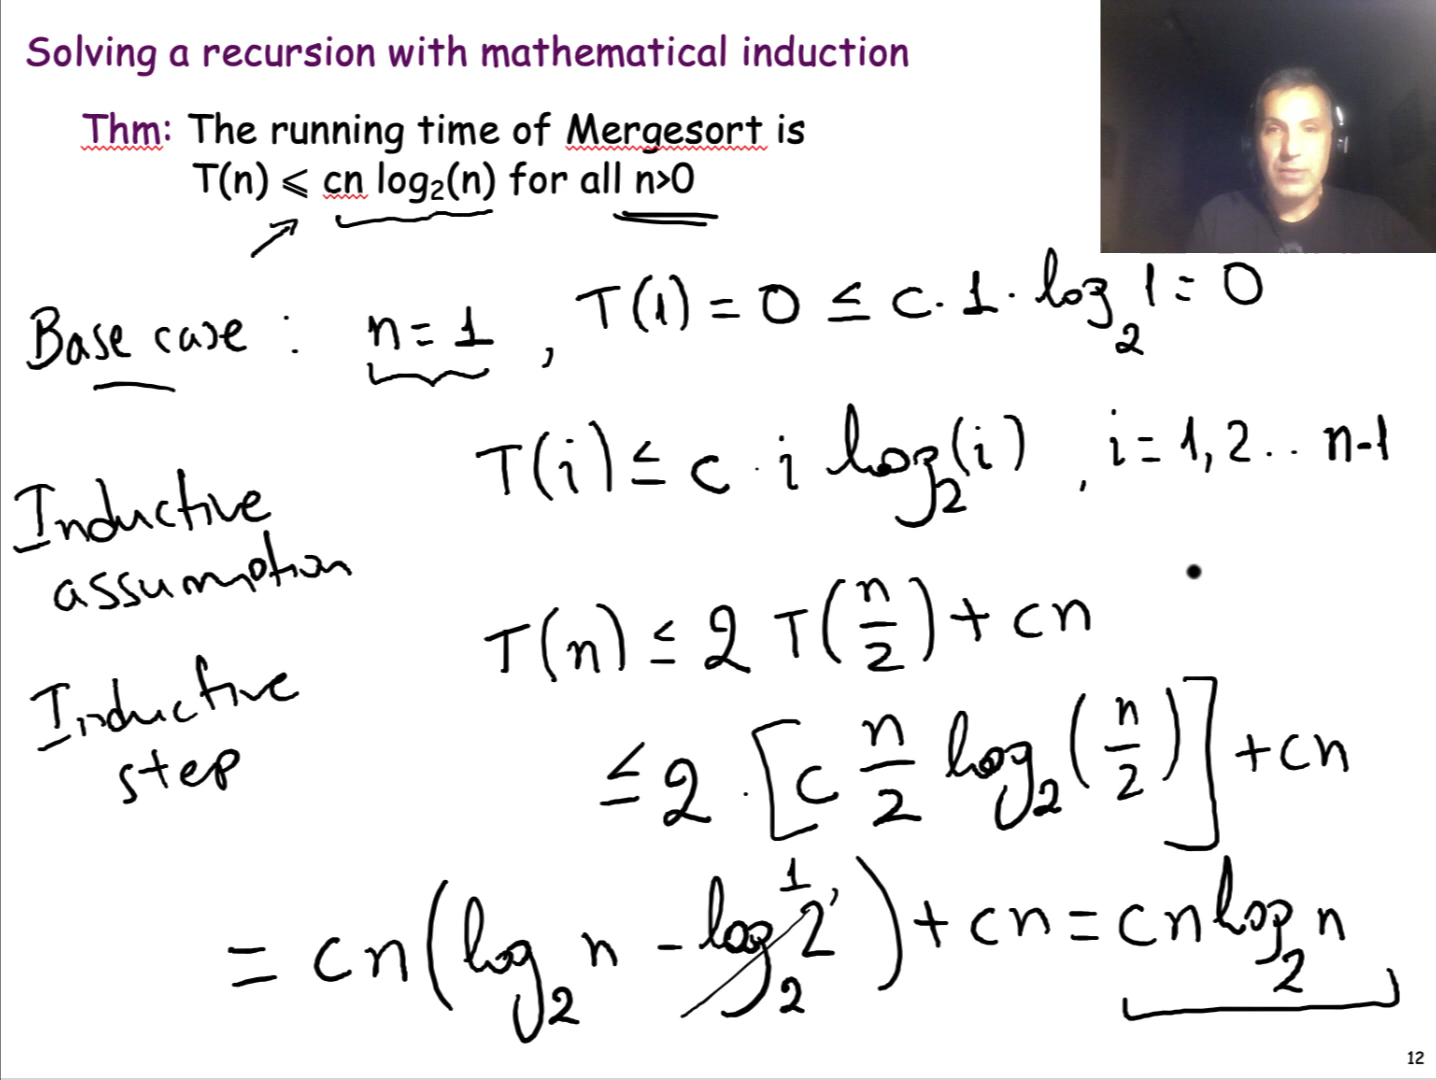 Solving a recursion with mathematical induction
Thm: The running time of Mergesort is
T(n) ⩽ cn log₂(n) for all n>0
Base case : n = 1 , T(1) = 0 ≤ c · 1 · log₂ 1 = 0
Inductive assumption
T(i) ≤ c · i log₂(i) , i = 1, 2 .. n-1
Inductive step
T(n) ≤ 2 T(n/2) + cn
≤ 2 · [c n/2 log₂(n/2)] + cn
= cn(log₂ n - log₂ 2 1) + cn = cn log₂ n
12